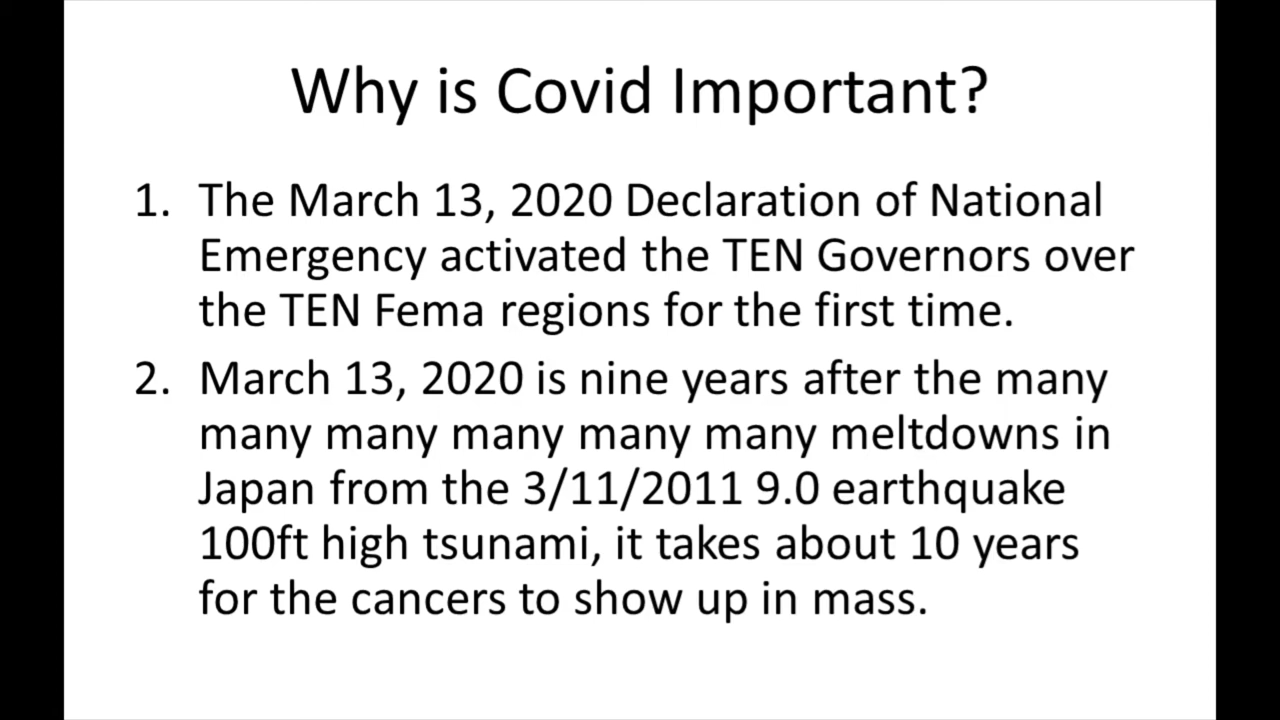 Why is Covid Important?
1. The March 13, 2020 Declaration of National
Emergency activated the TEN Governors over
the TEN Fema regions for the first time.
2. March 13, 2020 is nine years after the many
many many many many many meltdowns in
Japan from the 3/11/2011 9.0 earthquake
100ft high tsunami, it takes about 10 years
for the cancers to show up in mass.